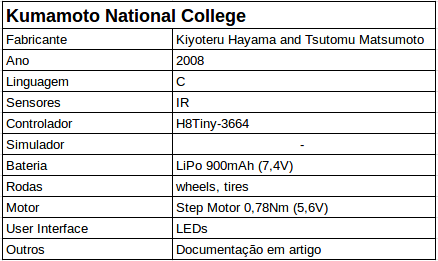 Kumamoto National College
Fabricante Kiyoteru Hayama and Tsutomu Matsumoto
Ano 2008
Linguagem C
Sensores IR
Controlador H8Tiny-3664
Simulador -
Bateria LiPo 900mAh (7,4V)
Rodas wheels, tires
Motor Step Motor 0,78Nm (5,6V)
User Interface LEDs
Outros Documentação em artigo